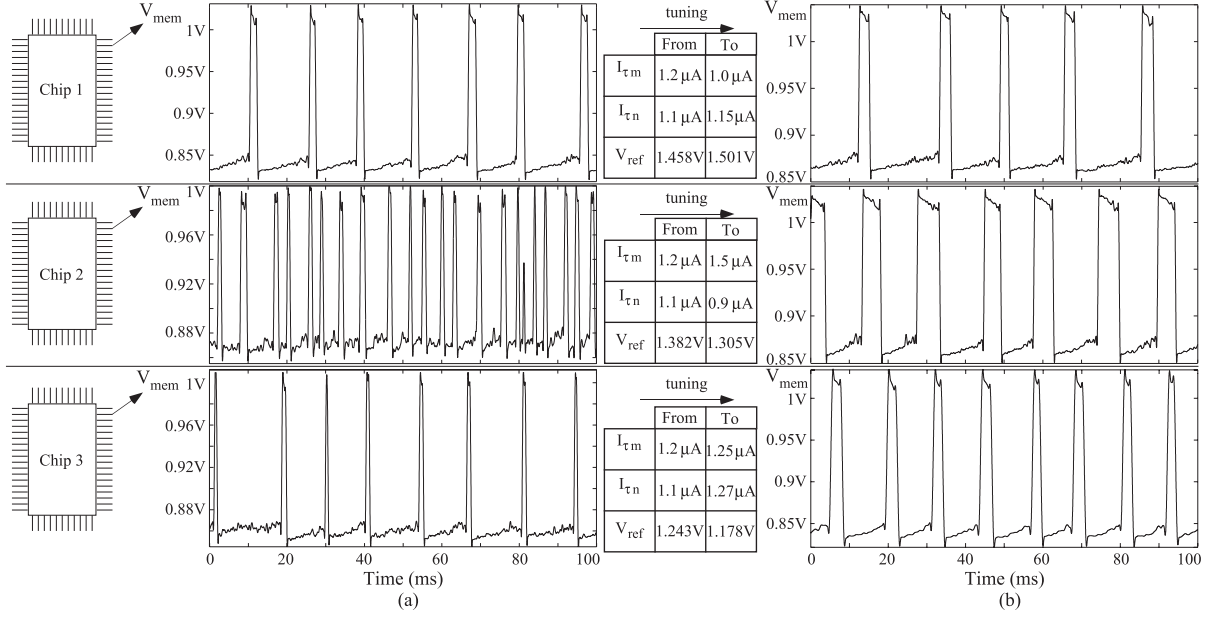 V_mem
Chip 1
1V
0.95V
0.9V
0.85V
tuning
From To
I_τm 1.2 μA 1.0 μA
I_τn 1.1 μA 1.15μA
V_ref 1.458V 1.501V
V_mem
1V
0.95V
0.9V
0.85V
V_mem
Chip 2
1V
0.96V
0.92V
0.88V
tuning
From To
I_τm 1.2 μA 1.5 μA
I_τn 1.1 μA 0.9 μA
V_ref 1.382V 1.305V
V_mem
1V
0.95V
0.9V
0.85V
V_mem
Chip 3
1V
0.96V
0.92V
0.88V
0 20 40 60 80 100
Time (ms)
(a)
tuning
From To
I_τm 1.2 μA 1.25μA
I_τn 1.1 μA 1.27μA
V_ref 1.243V 1.178V
V_mem
1V
0.95V
0.9V
0.85V
0 20 40 60 80 100
Time (ms)
(b)